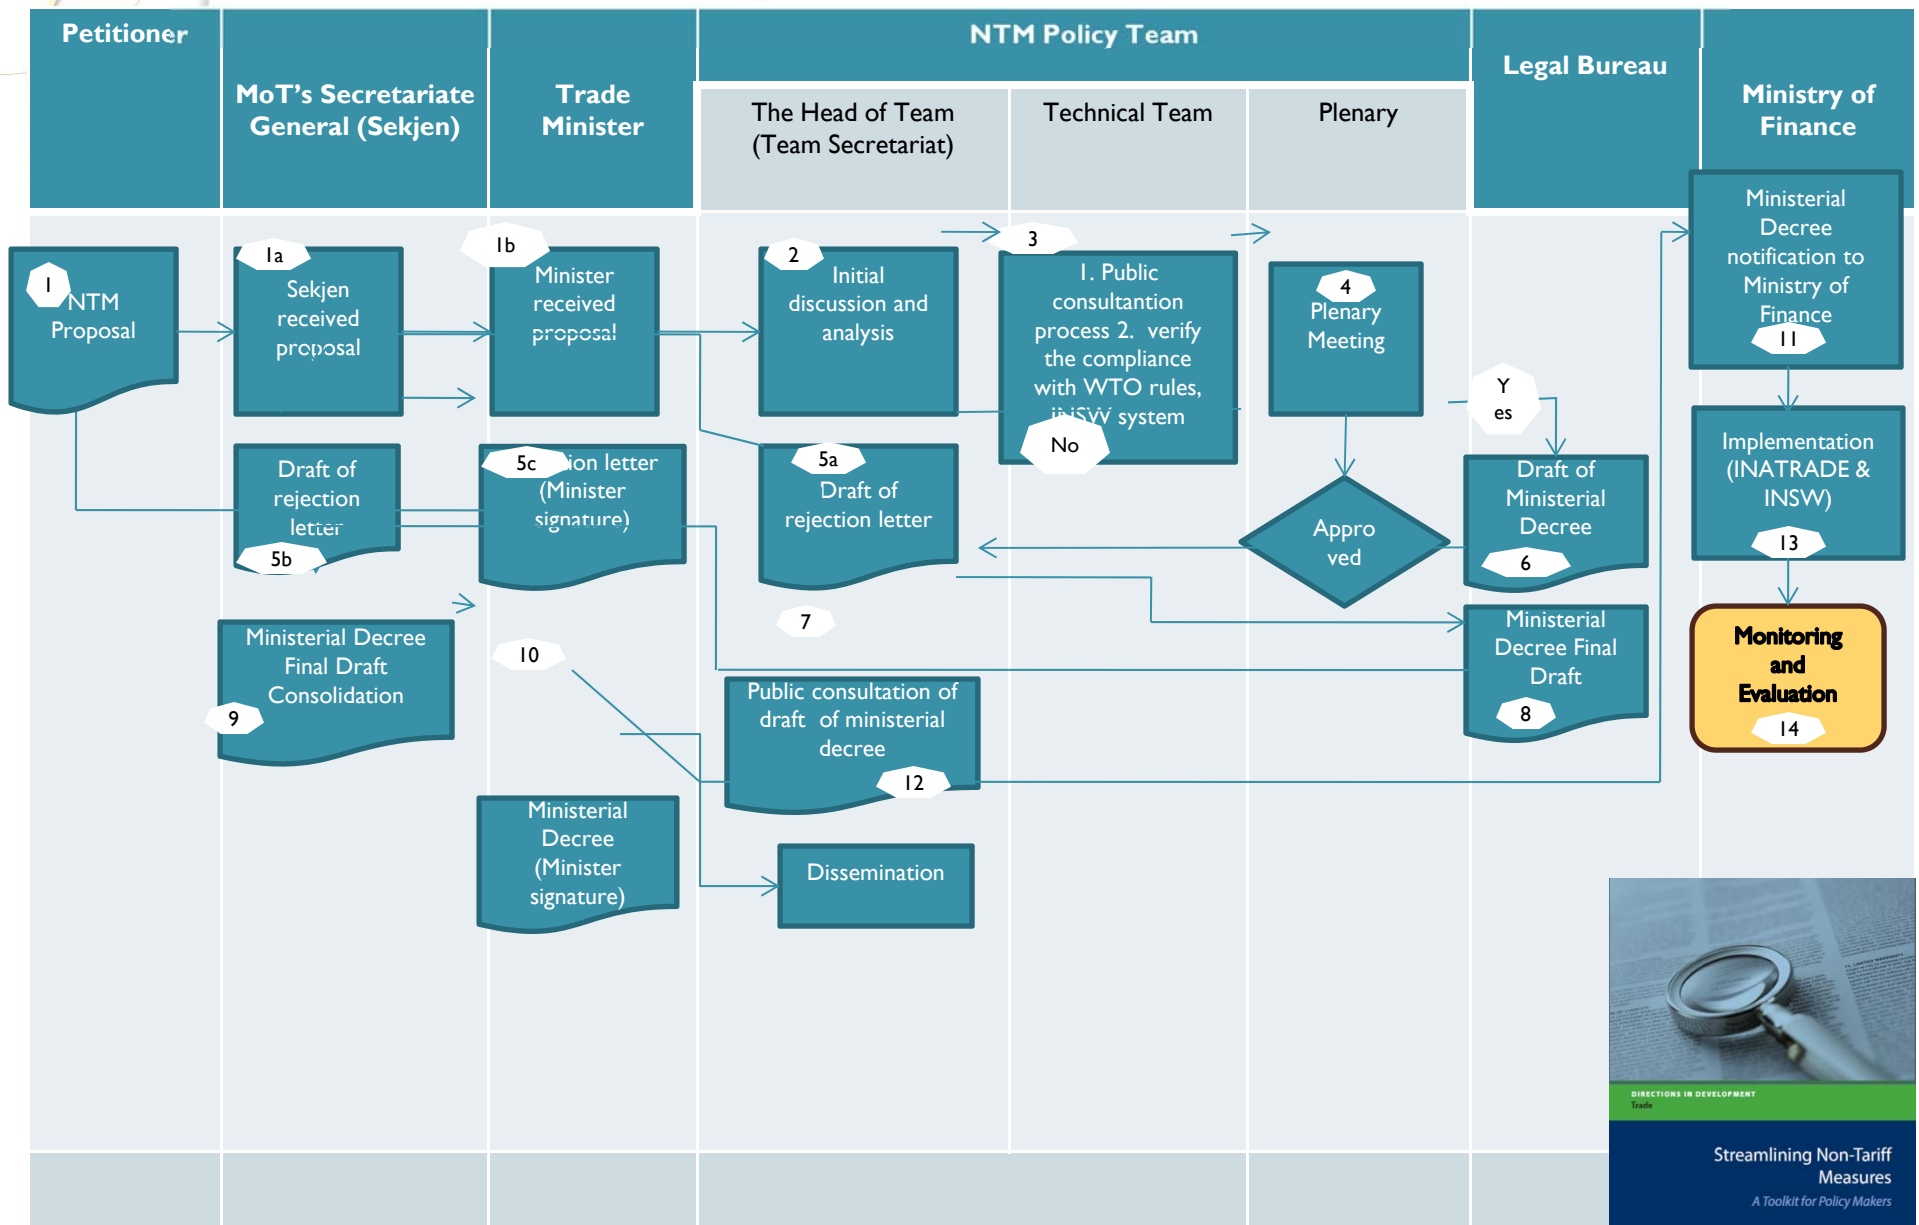 Petitioner
MoT's Secretariate
General (Sekjen)
Trade
Minister
NTM Policy Team
The Head of Team
(Team Secretariat)
Technical Team
Plenary
Legal Bureau
Ministry of
Finance
1
NTM
Proposal
1a
Sekjen
received
proposal
1b
Minister
received
proposal
2
Initial
discussion and
analysis
3
1. Public
consultantion
process 2. verify
the compliance
with WTO rules,
INSW system
No
4
Plenary
Meeting
Appro
ved
Y
es
Ministerial
Decree
notification to
Ministry of
Finance
11
Implementation
(INATRADE &
INSW)
13
Monitoring
and
Evaluation
14
Draft of
rejection
letter
5b
5c
ion letter
(Minister
signature)
5a
Draft of
rejection letter
Draft of
Ministerial
Decree
6
7
Ministerial
Decree Final
Draft
8
Ministerial Decree
Final Draft
Consolidation
9
10
Public consultation of
draft of ministerial
decree
12
Ministerial
Decree
(Minister
signature)
Dissemination
DIRECTIONS IN DEVELOPMENT
Trade
Streamlining Non-Tariff
Measures
A Toolkit for Policy Makers